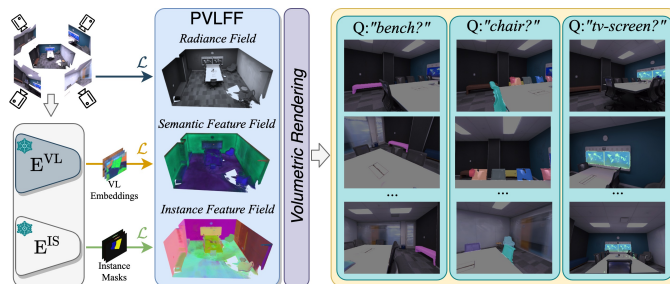 PVLFF
Radiance Field
ℒ
Semantic Feature Field
E^VL
ℒ
VL
Embeddings
Instance Feature Field
E^IS
ℒ
Instance
Masks
Volumetric Rendering
Q:"bench?"
Q:"chair?"
Q:"tv-screen?"
...
...
...